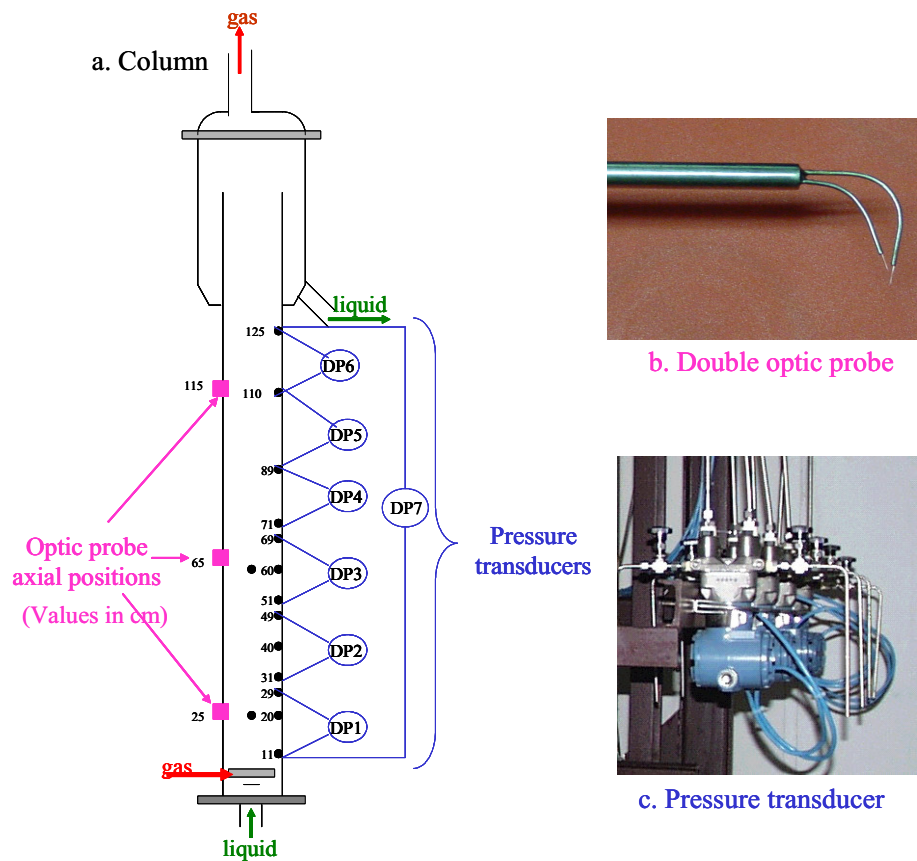 gas
a. Column
liquid
125
DP6
115
110
DP5
89
DP4
DP7
71
69
Optic probe
axial positions
(Values in cm)
65
60
DP3
Pressure
transducers
51
49
40
DP2
31
29
25
20
DP1
11
gas
liquid
b. Double optic probe
c. Pressure transducer